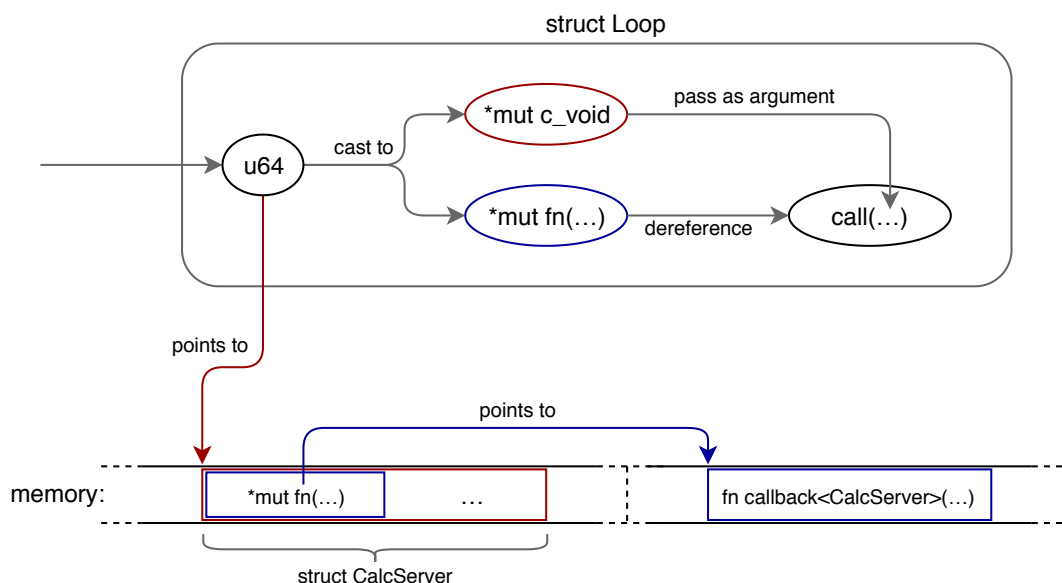 struct Loop
*mut c_void
pass as argument
u64
cast to
*mut fn(…)
dereference
call(…)
points to
points to
memory:
*mut fn(…)
…
fn callback<CalcServer>(…)
struct CalcServer